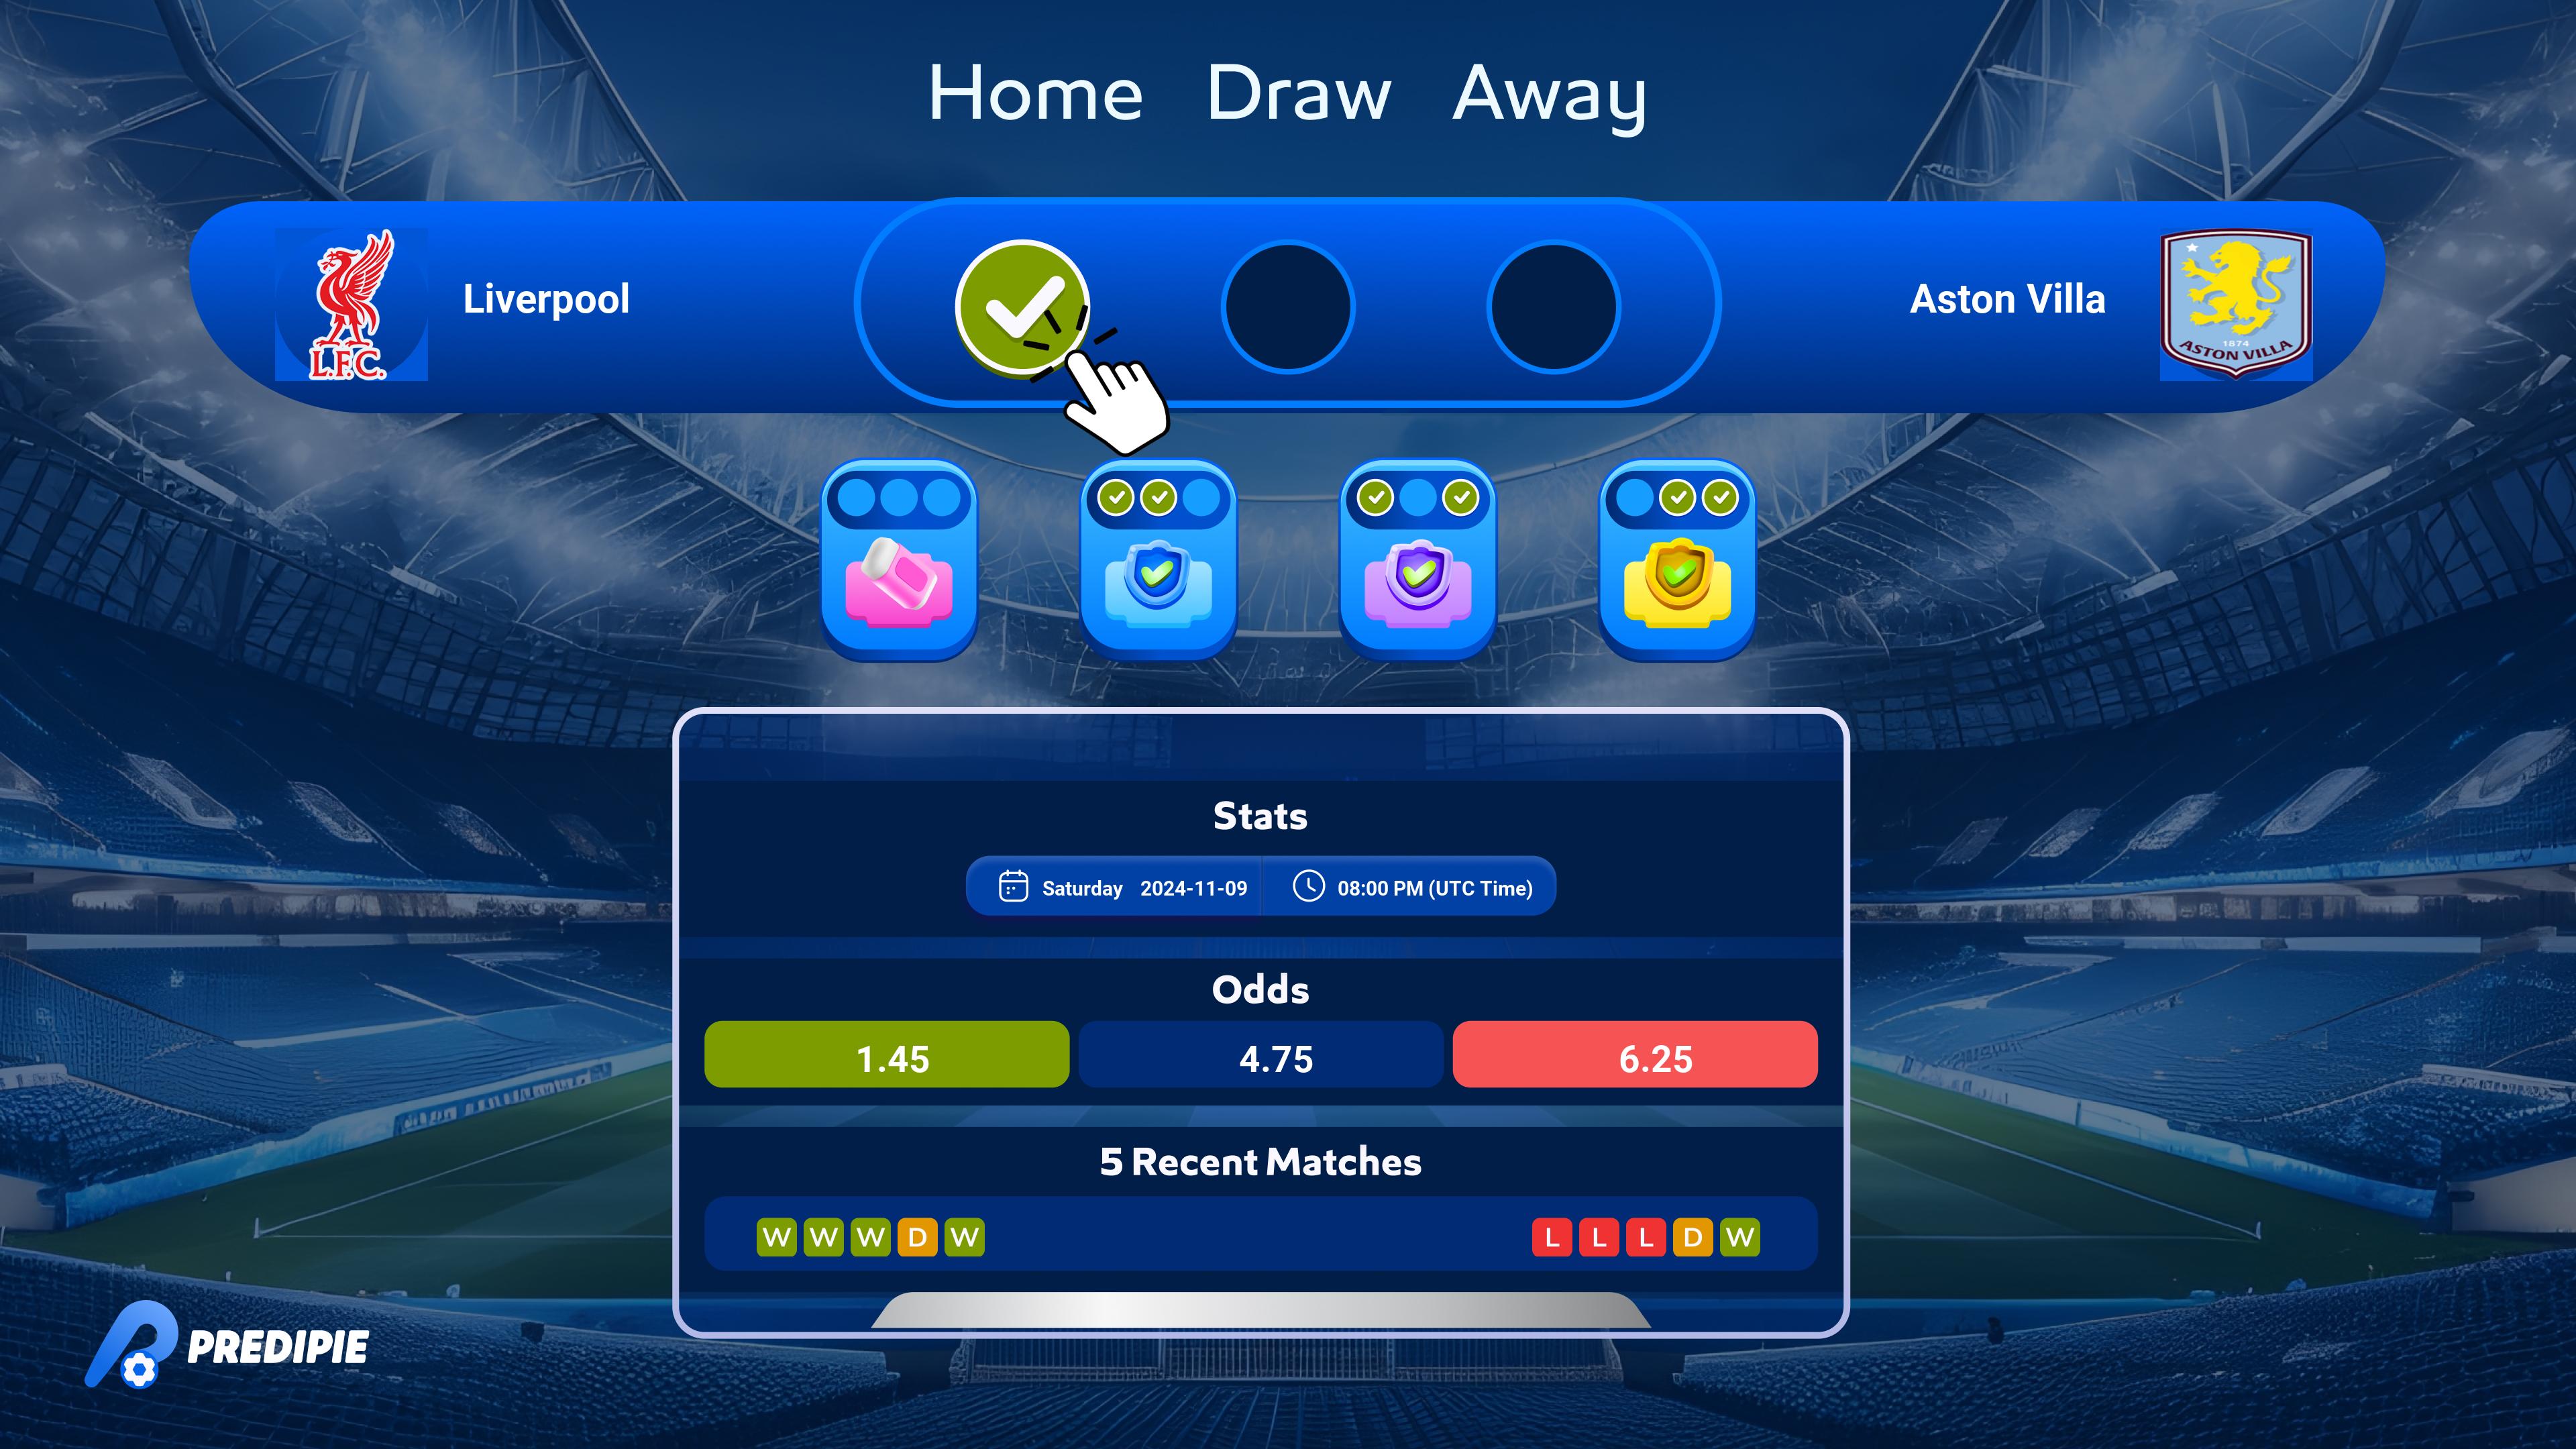 Home Draw Away
L.F.C.
Liverpool
Aston Villa
1874
ASTON VILLA
Stats
Saturday 2024-11-09 08:00 PM (UTC Time)
Odds
1.45 4.75 6.25
5 Recent Matches
W W W D W L L L D W
PREDIPIE